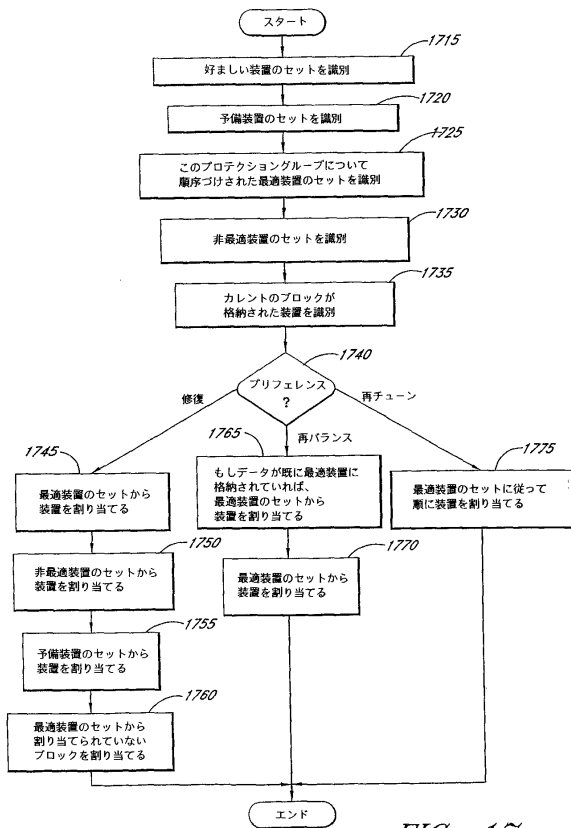 スタート
1715
好ましい装置のセットを識別
1720
予備装置のセットを識別
1725
このプロテクショングループについて
順序づけされた最適装置のセットを識別
1730
非最適装置のセットを識別
1735
カレントのブロックが
格納された装置を識別
1740
プリフェレンス
?
修復
再バランス
再チューン
1745
最適装置のセットから
装置を割り当てる
1750
非最適装置のセットから
装置を割り当てる
1755
予備装置のセットから
装置を割り当てる
1760
最適装置のセットから
割り当てられていない
ブロックを割り当てる
1765
もしデータが既に最適装置に
格納されていれば、
最適装置のセットから
装置を割り当てる
1770
最適装置のセットから
装置を割り当てる
1775
最適装置のセットに従って
順に装置を割り当てる
エンド